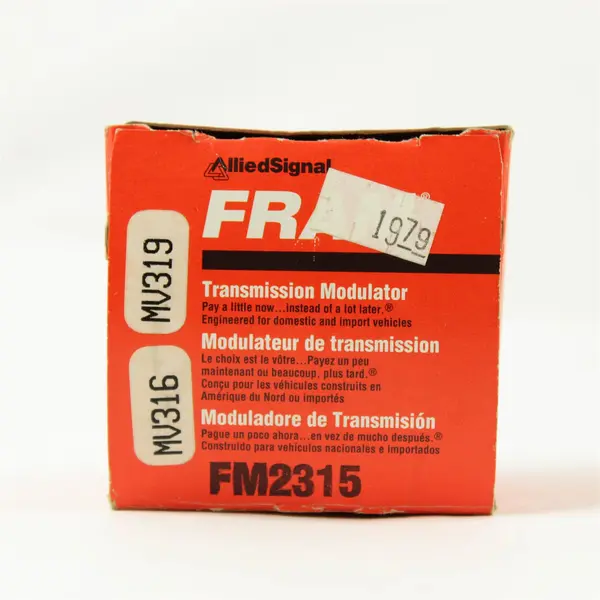 AlliedSignal
FRA
®
1979
Transmission Modulator
Pay a little now...instead of a lot later.®
Engineered for domestic and import vehicles
Modulateur de transmission
Le choix est le vôtre...Payez un peu
maintenant ou beaucoup, plus tard.®
Conçu pour les véhicules construits en
Amérique du Nord ou importés
Moduladore de Transmisión
Pague un poco ahora...en vez de mucho después.®
Construido para vehículos nacionales e importados
FM2315
MV319
MV316